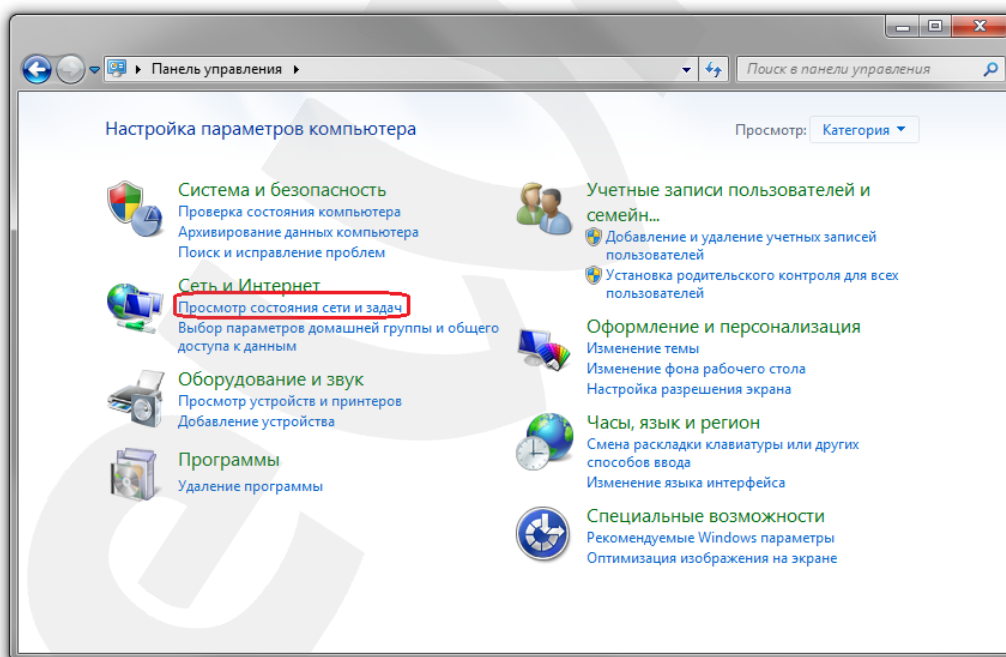 Панель управления
Поиск в панели управления
Настройка параметров компьютера
Просмотр: Категория
Система и безопасность
Проверка состояния компьютера
Архивирование данных компьютера
Поиск и исправление проблем
Сеть и Интернет
Просмотр состояния сети и задач
Выбор параметров домашней группы и общего
доступа к данным
Оборудование и звук
Просмотр устройств и принтеров
Добавление устройства
Программы
Удаление программы
Учетные записи пользователей и
семейн...
Добавление и удаление учетных записей
пользователей
Установка родительского контроля для всех
пользователей
Оформление и персонализация
Изменение темы
Изменение фона рабочего стола
Настройка разрешения экрана
Часы, язык и регион
Смена раскладки клавиатуры или других
способов ввода
Изменение языка интерфейса
Специальные возможности
Рекомендуемые Windows параметры
Оптимизация изображения на экране